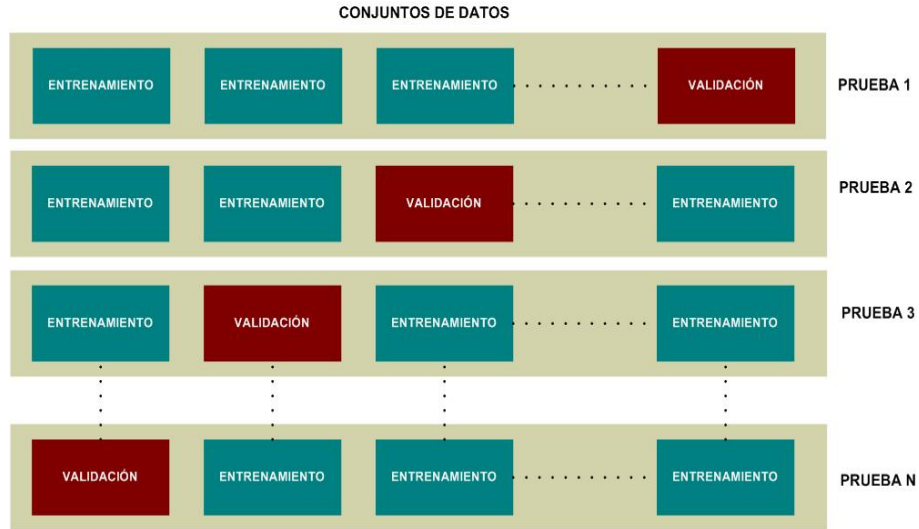 CONJUNTOS DE DATOS
ENTRENAMIENTO ENTRENAMIENTO ENTRENAMIENTO VALIDACIÓN PRUEBA 1
ENTRENAMIENTO ENTRENAMIENTO VALIDACIÓN ENTRENAMIENTO PRUEBA 2
ENTRENAMIENTO VALIDACIÓN ENTRENAMIENTO ENTRENAMIENTO PRUEBA 3
VALIDACIÓN ENTRENAMIENTO ENTRENAMIENTO ENTRENAMIENTO PRUEBA N